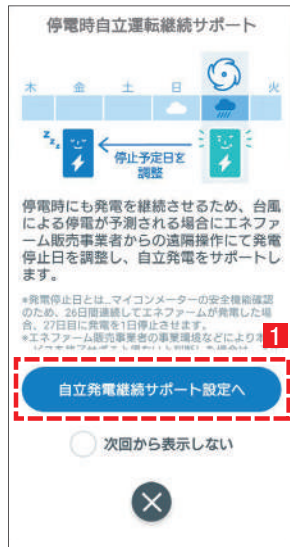 停電時自立運転継続サポート
木 金 土 日 火
zzz
停止予定日を
調整
停電時にも発電を継続させるため、台風
による停電が予測される場合にエネファ
ーム販売事業者からの遠隔操作にて発電
停止日を調整し、自立発電をサポートし
ます。
*発電停止日とは…マイコンメーターの安全機能確認
のため、26日間連続してエネファームが発電した場
合、27日目に発電を1日停止させます。
*エネファーム販売事業者の事業環境などにより本
1
自立発電継続サポート設定へ
次回から表示しない